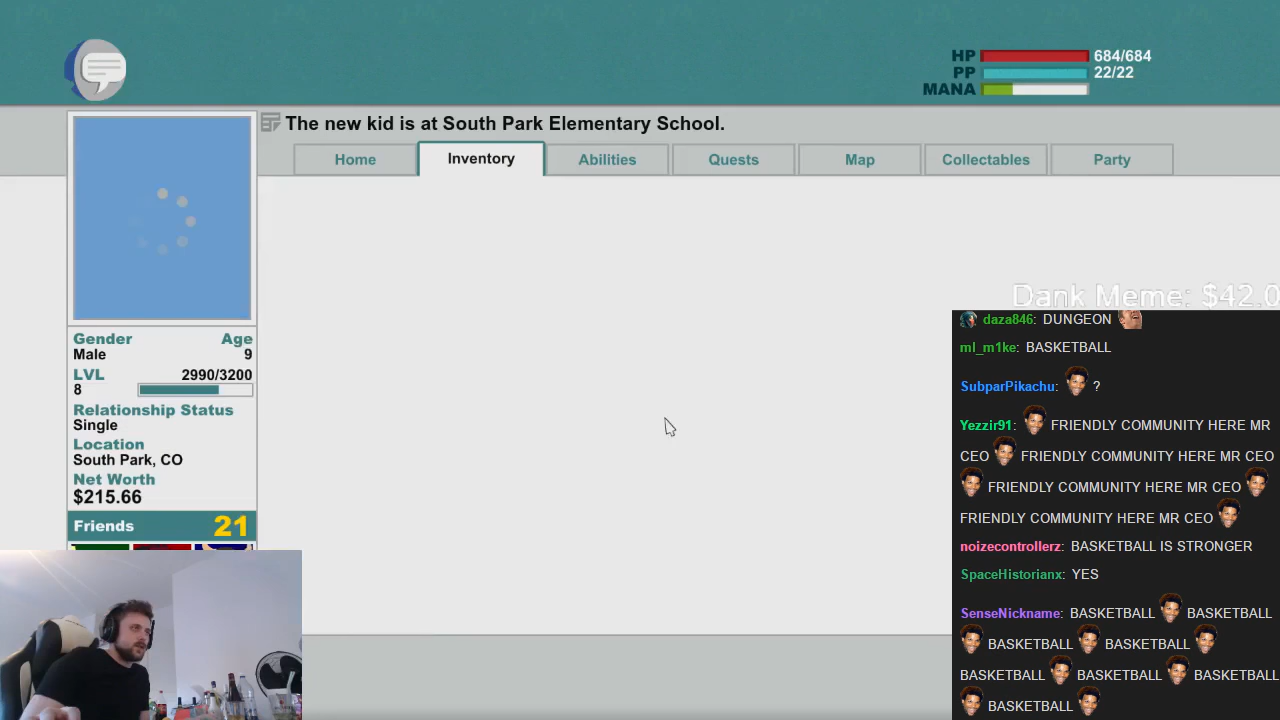 HP 684/684
PP 22/22
MANA
The new kid is at South Park Elementary School.
Home Inventory Abilities Quests Map Collectables Party
Gender Age
Male 9
LVL 2990/3200
8
Relationship Status
Single
Location
South Park, CO
Net Worth
$215.66
Friends 21
Dank Meme: $42.0
daza846: DUNGEON
ml_m1ke: BASKETBALL
SubparPikachu: ?
Yezzir91: FRIENDLY COMMUNITY HERE MR
CEO FRIENDLY COMMUNITY HERE MR CEO
FRIENDLY COMMUNITY HERE MR CEO
FRIENDLY COMMUNITY HERE MR CEO
noizecontrollerz: BASKETBALL IS STRONGER
SpaceHistorianx: YES
SenseNickname: BASKETBALL BASKETBALL
BASKETBALL BASKETBALL
BASKETBALL BASKETBALL BASKETBALL
BASKETBALL